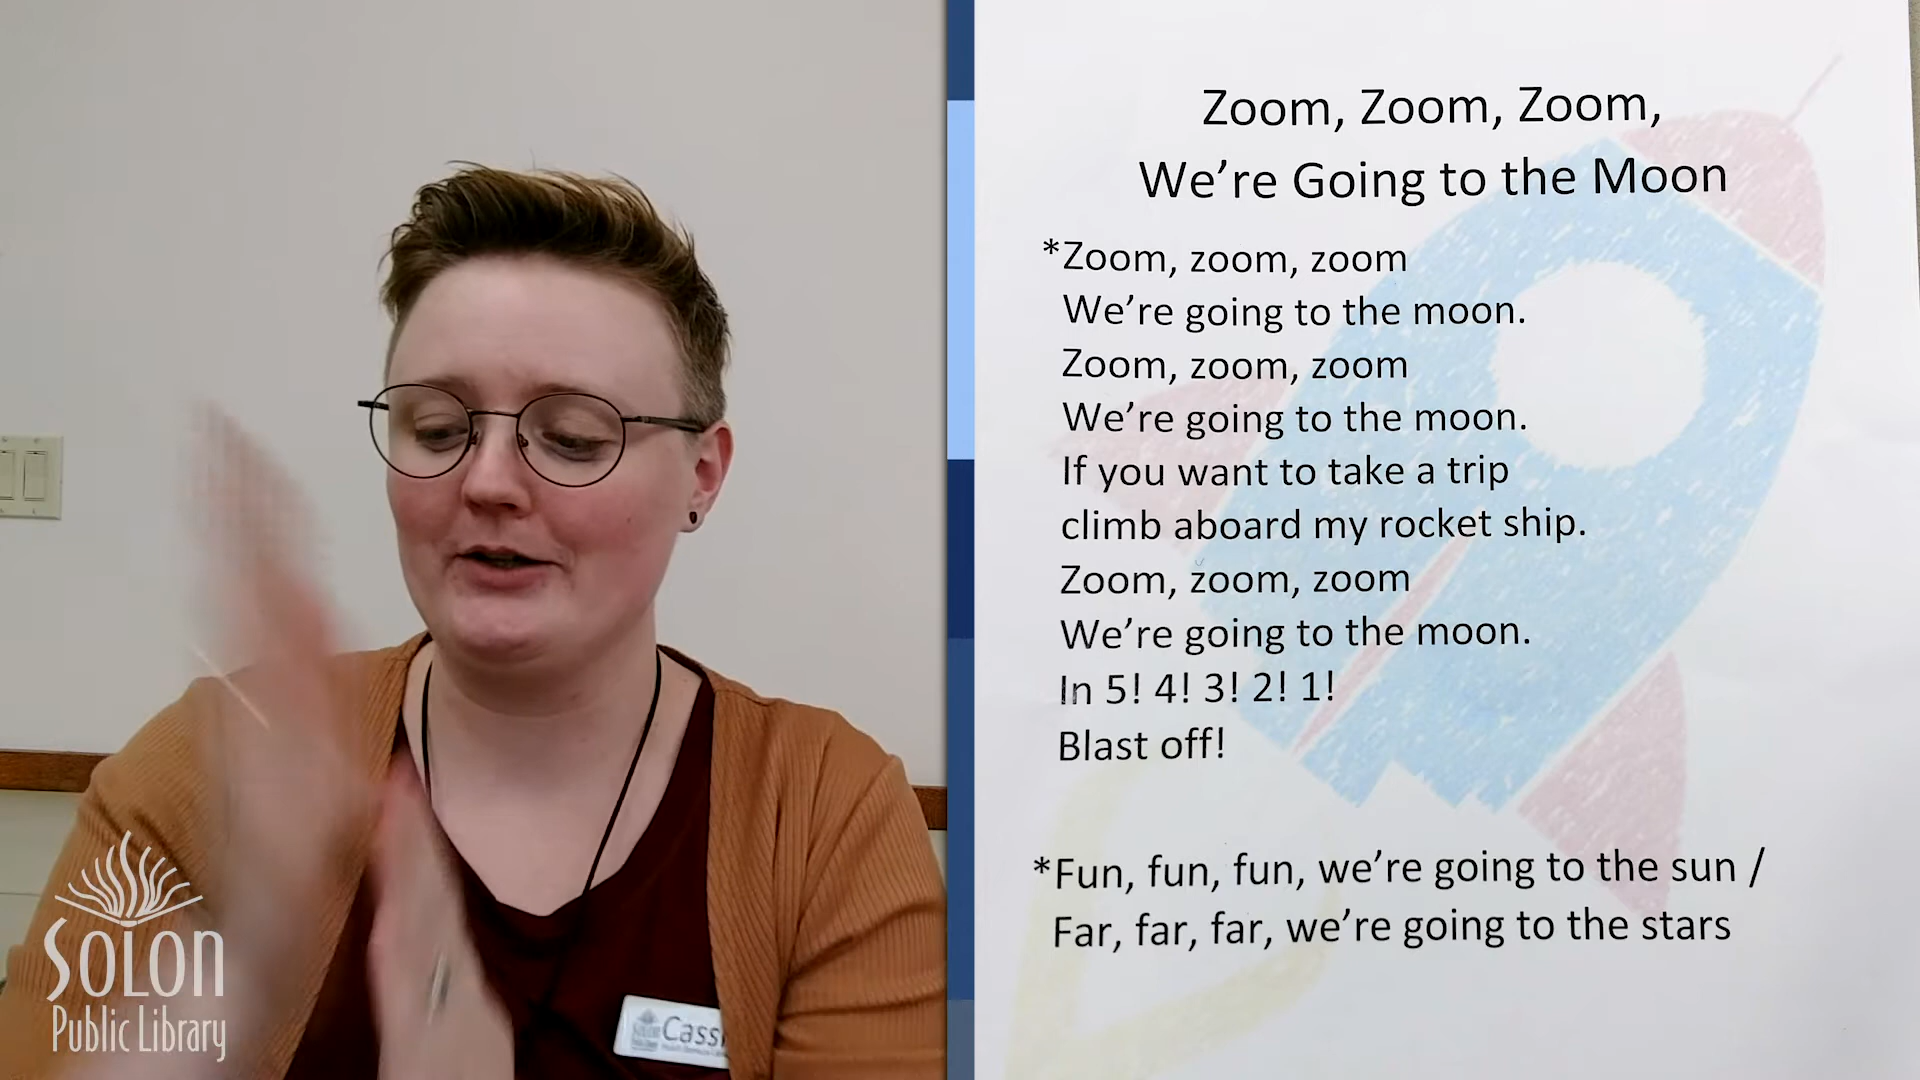 Zoom, Zoom, Zoom,
We're Going to the Moon
*Zoom, zoom, zoom
We're going to the moon.
Zoom, zoom, zoom
We're going to the moon.
If you want to take a trip
climb aboard my rocket ship.
Zoom, zoom, zoom
We're going to the moon.
In 5! 4! 3! 2! 1!
Blast off!
*Fun, fun, fun, we're going to the sun /
Far, far, far, we're going to the stars
SOLON
Public Library